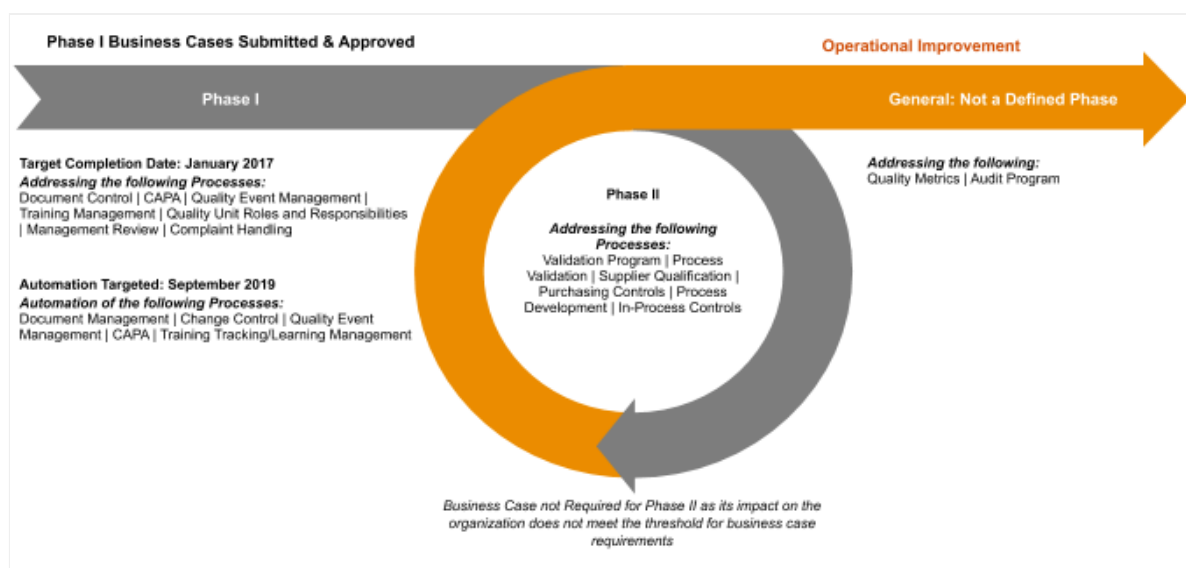 Phase I Business Cases Submitted & Approved
Operational Improvement
Phase I
General: Not a Defined Phase
Target Completion Date: January 2017
Addressing the following Processes:
Document Control | CAPA | Quality Event Management |
Training Management | Quality Unit Roles and Responsibilities
| Management Review | Complaint Handling
Automation Targeted: September 2019
Automation of the following Processes:
Document Management | Change Control | Quality Event
Management | CAPA | Training Tracking/Learning Management
Phase II
Addressing the following
Processes:
Validation Program | Process
Validation | Supplier Qualification |
Purchasing Controls | Process
Development | In-Process Controls
Addressing the following:
Quality Metrics | Audit Program
Business Case not Required for Phase II as its impact on the
organization does not meet the threshold for business case
requirements